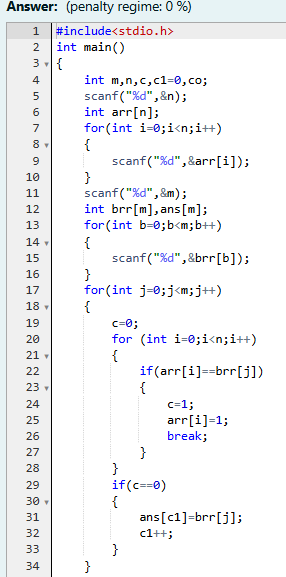 Answer: (penalty regime: 0 %)
1 #include<stdio.h>
2 int main()
3 {
4     int m,n,c,c1=0,co;
5     scanf("%d",&n);
6     int arr[n];
7     for(int i=0;i<n;i++)
8     {
9         scanf("%d",&arr[i]);
10     }
11     scanf("%d",&m);
12     int brr[m],ans[m];
13     for(int b=0;b<m;b++)
14     {
15         scanf("%d",&brr[b]);
16     }
17     for(int j=0;j<m;j++)
18     {
19         c=0;
20         for (int i=0;i<n;i++)
21         {
22             if(arr[i]==brr[j])
23             {
24                 c=1;
25                 arr[i]=1;
26                 break;
27             }
28         }
29         if(c==0)
30         {
31             ans[c1]=brr[j];
32             c1++;
33         }
34     }